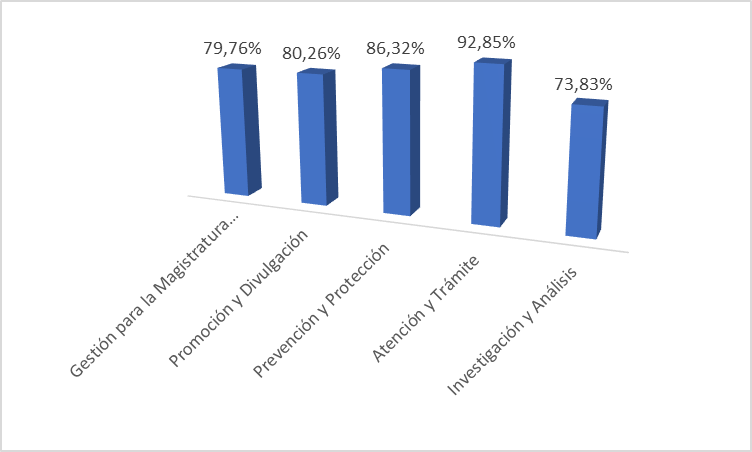 79,76%
80,26%
86,32%
92,85%
73,83%
Gestión para la Magistratura...
Promoción y Divulgación
Prevención y Protección
Atención y Trámite
Investigación y Análisis